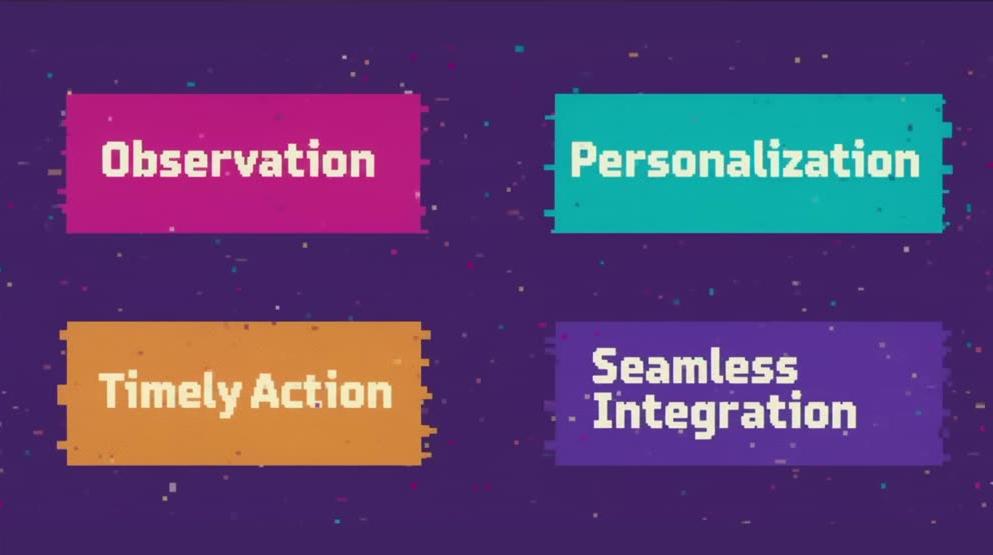 Observation
Personalization
Timely Action
Seamless
Integration